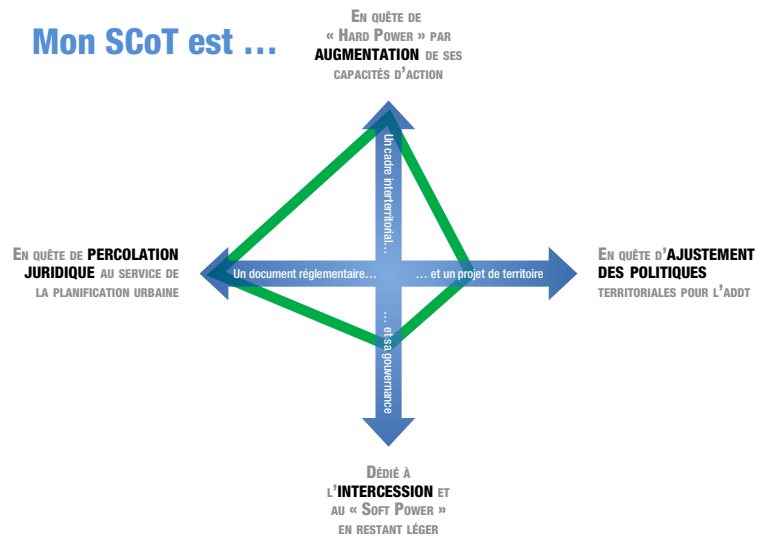 Mon SCoT est …
En quête de
« Hard Power » par
augmentation de ses
capacités d’action
Un cadre interterritorial…
En quête de percolation
juridique au service de
la planification urbaine
Un document réglementaire…
… et un projet de territoire
En quête d’ajustement
des politiques
territoriales pour l’ADDT
… et sa gouvernance
Dédié à
l’intercession et
au « Soft Power »
en restant léger